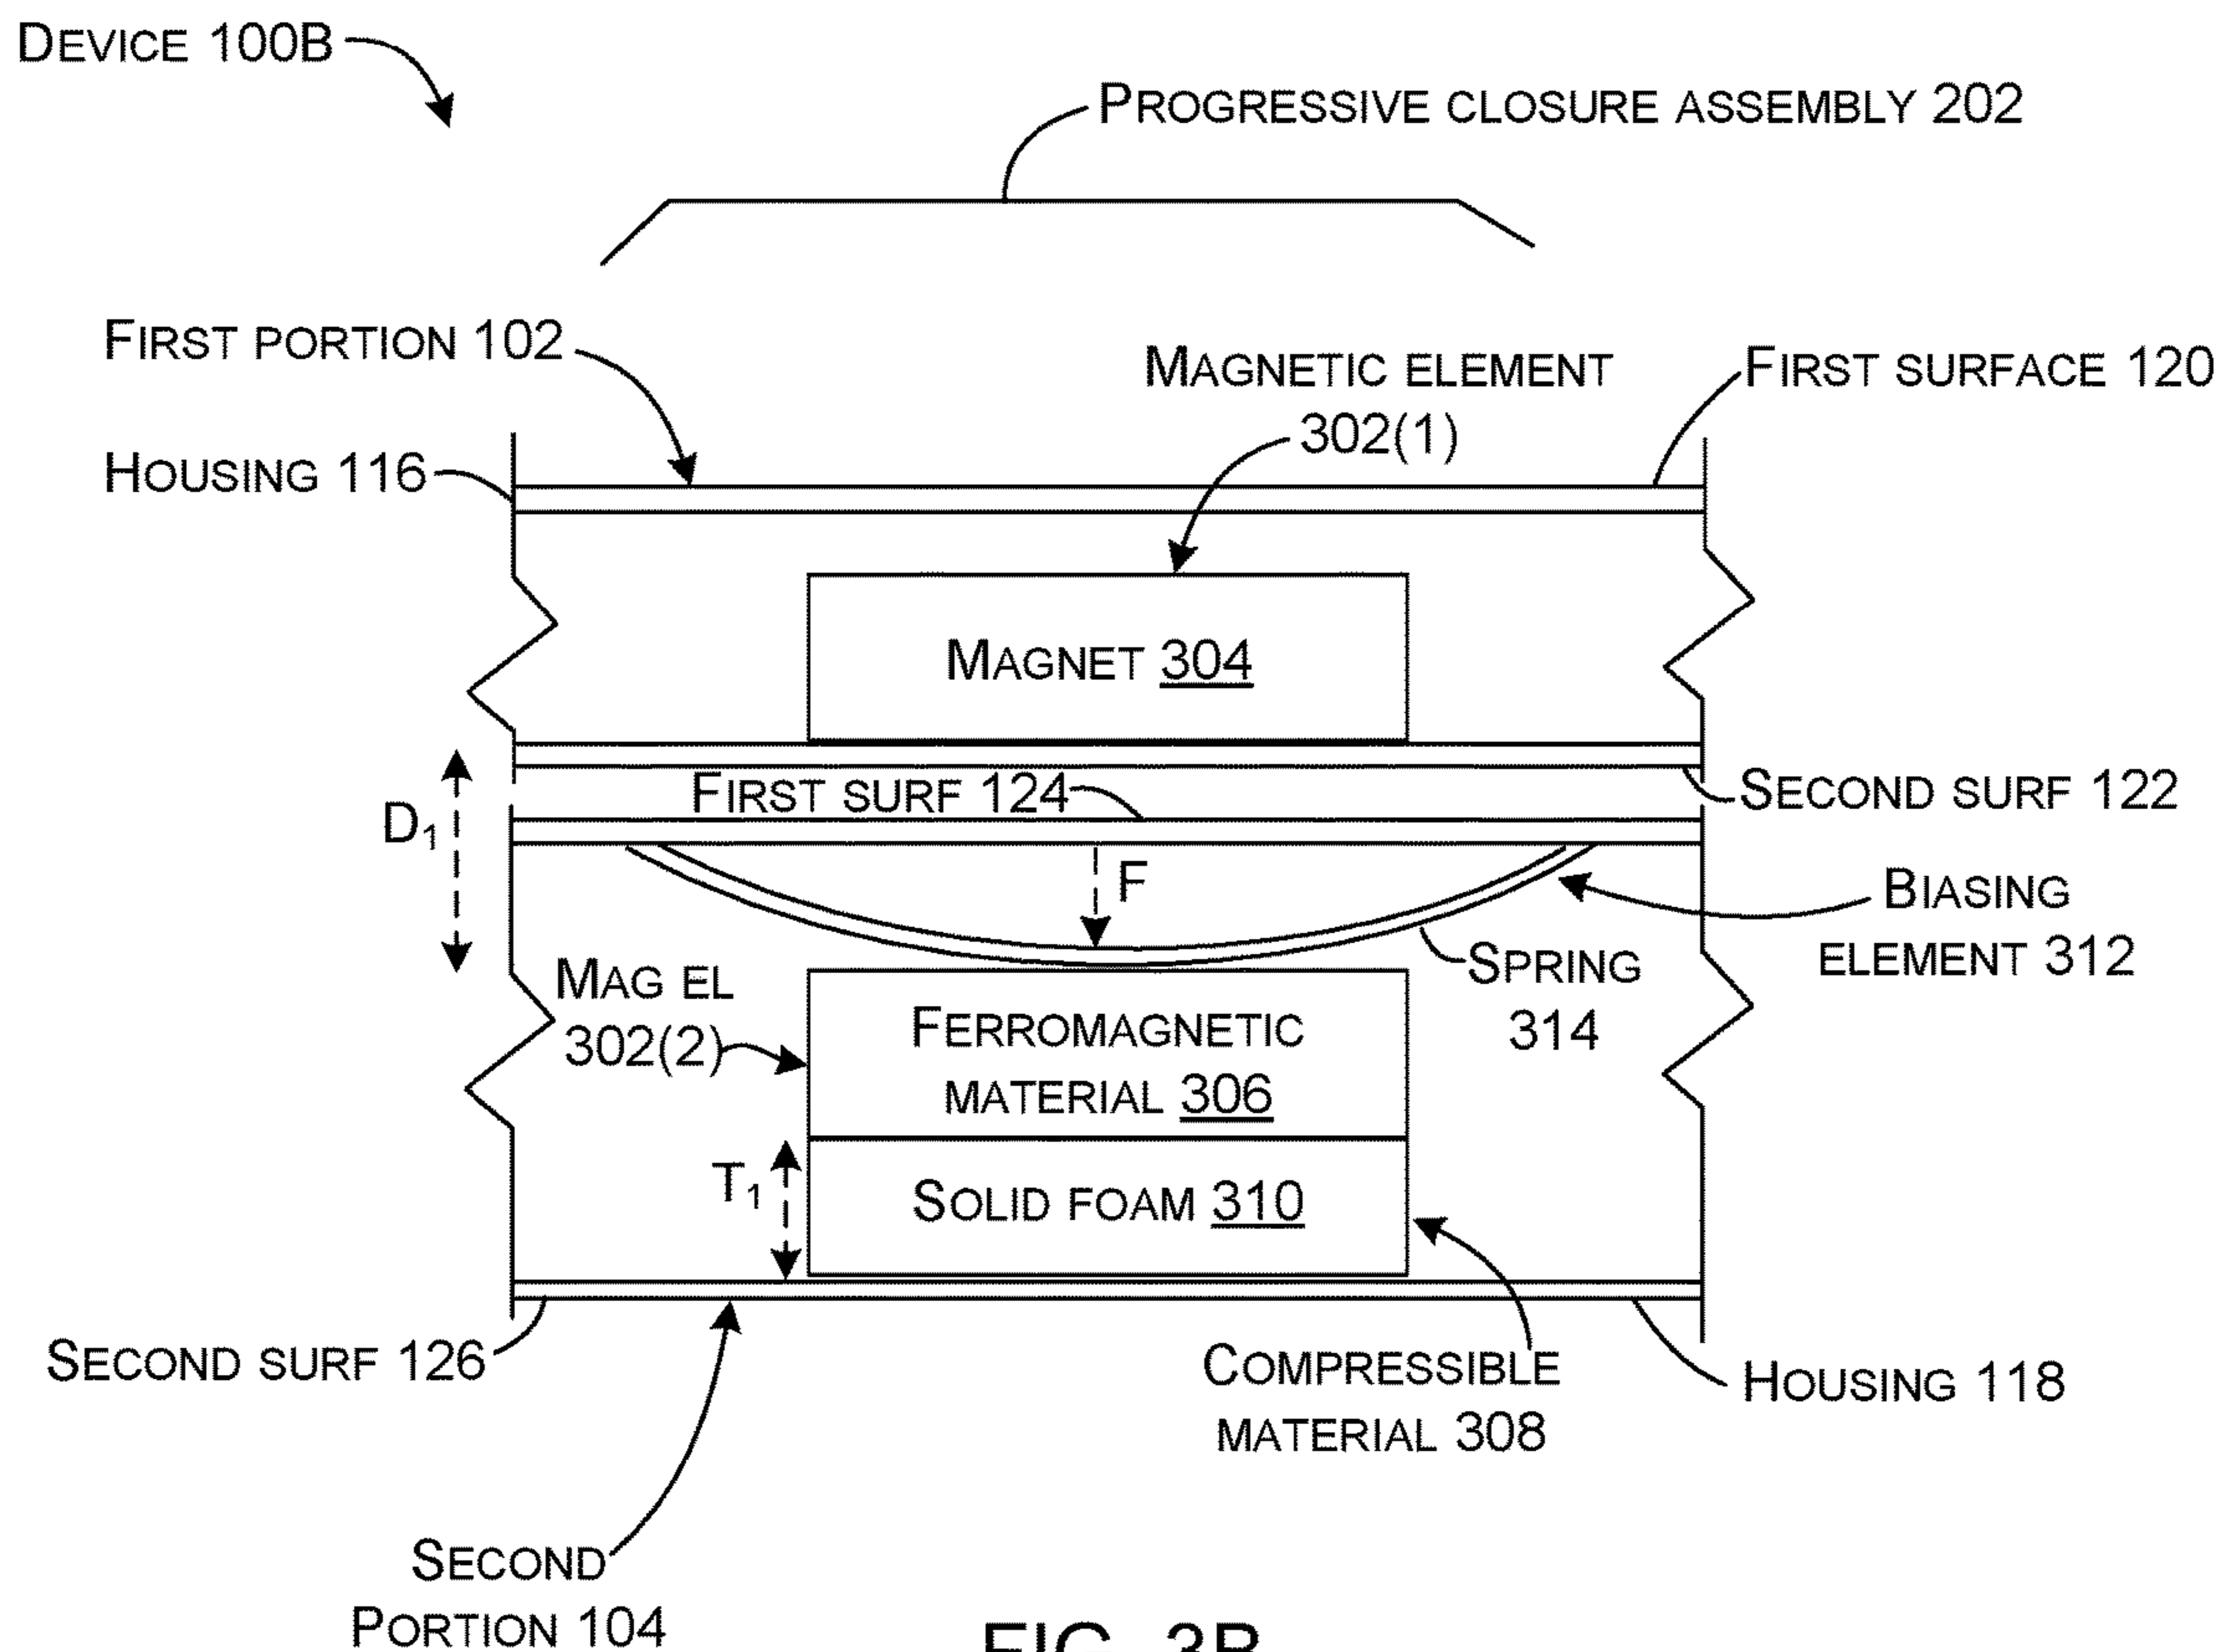 DEVICE 100B
PROGRESSIVE CLOSURE ASSEMBLY 202
FIRST PORTION 102
MAGNETIC ELEMENT
302(1)
FIRST SURFACE 120
HOUSING 116
MAGNET 304
FIRST SURF 124
SECOND SURF 122
D1
F
BIASING
ELEMENT 312
SPRING
314
MAG EL
302(2)
FERROMAGNETIC
MATERIAL 306
T1
SOLID FOAM 310
SECOND SURF 126
COMPRESSIBLE
MATERIAL 308
HOUSING 118
SECOND
PORTION 104
FIG. 3B